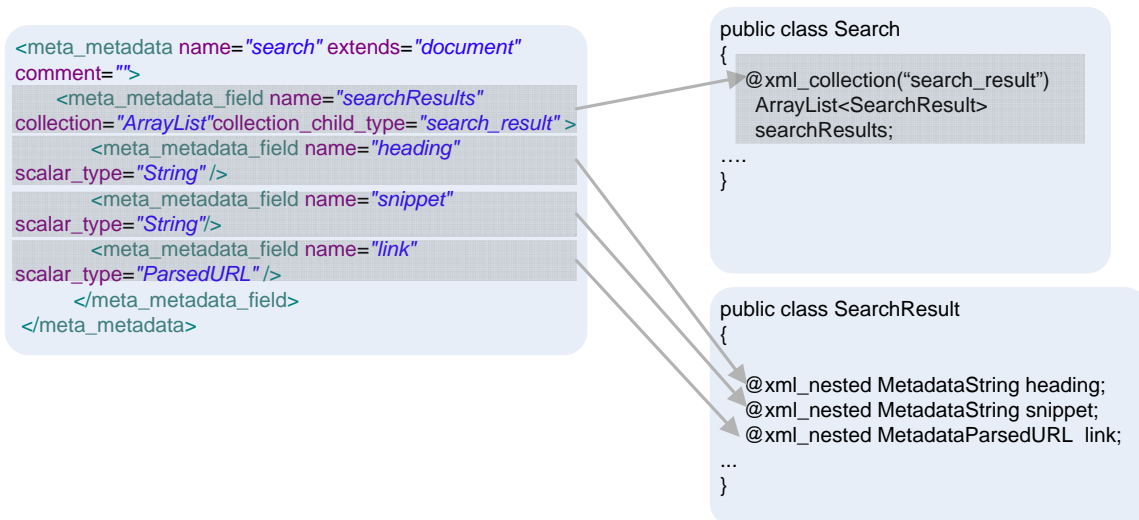 <meta_metadata name="search" extends="document"
comment="">
<meta_metadata_field name="searchResults"
collection="ArrayList"collection_child_type="search_result" >
<meta_metadata_field name="heading"
scalar_type="String" />
<meta_metadata_field name="snippet"
scalar_type="String"/>
<meta_metadata_field name="link"
scalar_type="ParsedURL" />
</meta_metadata_field>
</meta_metadata>
public class Search
{
@xml_collection(“search_result”)
ArrayList<SearchResult>
searchResults;
….
}
public class SearchResult
{
@xml_nested MetadataString heading;
@xml_nested MetadataString snippet;
@xml_nested MetadataParsedURL link;
...
}